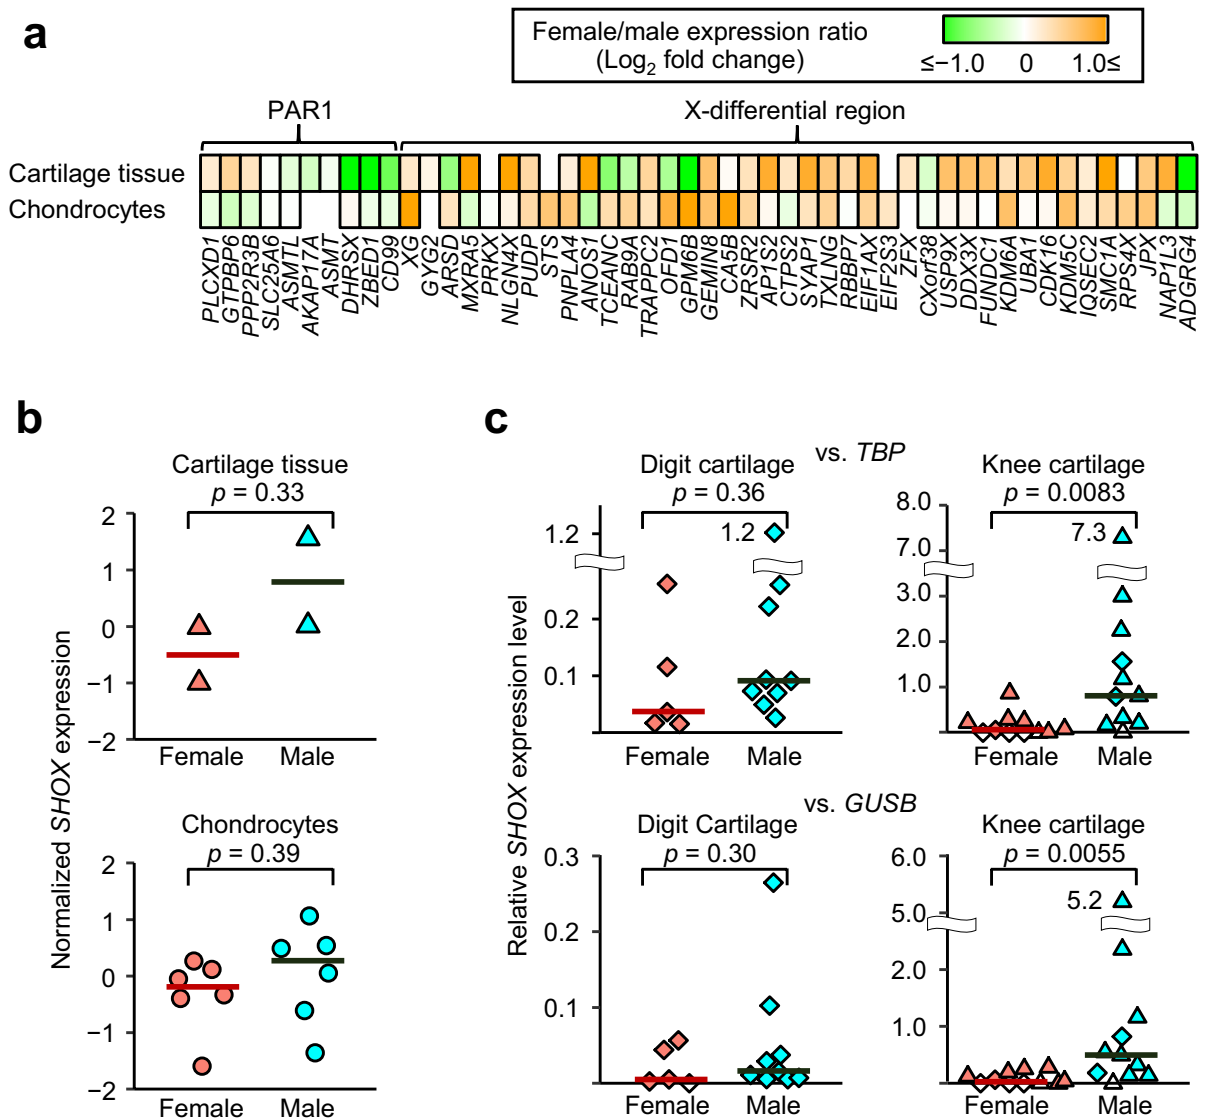 a
Female/male expression ratio
(Log2 fold change)
≤−1.0 0 1.0≤
PAR1
X-differential region
Cartilage tissue
Chondrocytes
PLCXD1
GTPBP6
PPP2R3B
SLC25A6
ASMTL
AKAP17A
ASMT
DHRSX
ZBED1
CD99
XG
GYG2
ARSD
MXRA5
PRKX
NLGN4X
PUDP
STS
PNPLA4
ANOS1
TCEANC
RAB9A
TRAPPC2
OFD1
GPM6B
GEMIN8
CA5B
ZRSR2
AP1S2
CTPS2
SYAP1
TXLNG
RBBP7
EIF1AX
EIF2S3
ZFX
CXorf38
USP9X
DDX3X
FUNDC1
KDM6A
UBA1
CDK16
KDM5C
IQSEC2
SMC1A
RPS4X
JPX
NAP1L3
ADGRG4
b
Normalized SHOX expression
Cartilage tissue
p = 0.33
2
1
0
−1
−2
Female Male
Chondrocytes
p = 0.39
2
1
0
−1
−2
Female Male
c
Relative SHOX expression level
vs. TBP
Digit cartilage
p = 0.36
1.2
1.2
0.2
0.1
Female Male
Knee cartilage
p = 0.0083
8.0
7.3
7.0
3.0
2.0
1.0
Female Male
vs. GUSB
Digit Cartilage
p = 0.30
0.3
0.2
0.1
Female Male
Knee cartilage
p = 0.0055
6.0
5.2
5.0
2.0
1.0
Female Male